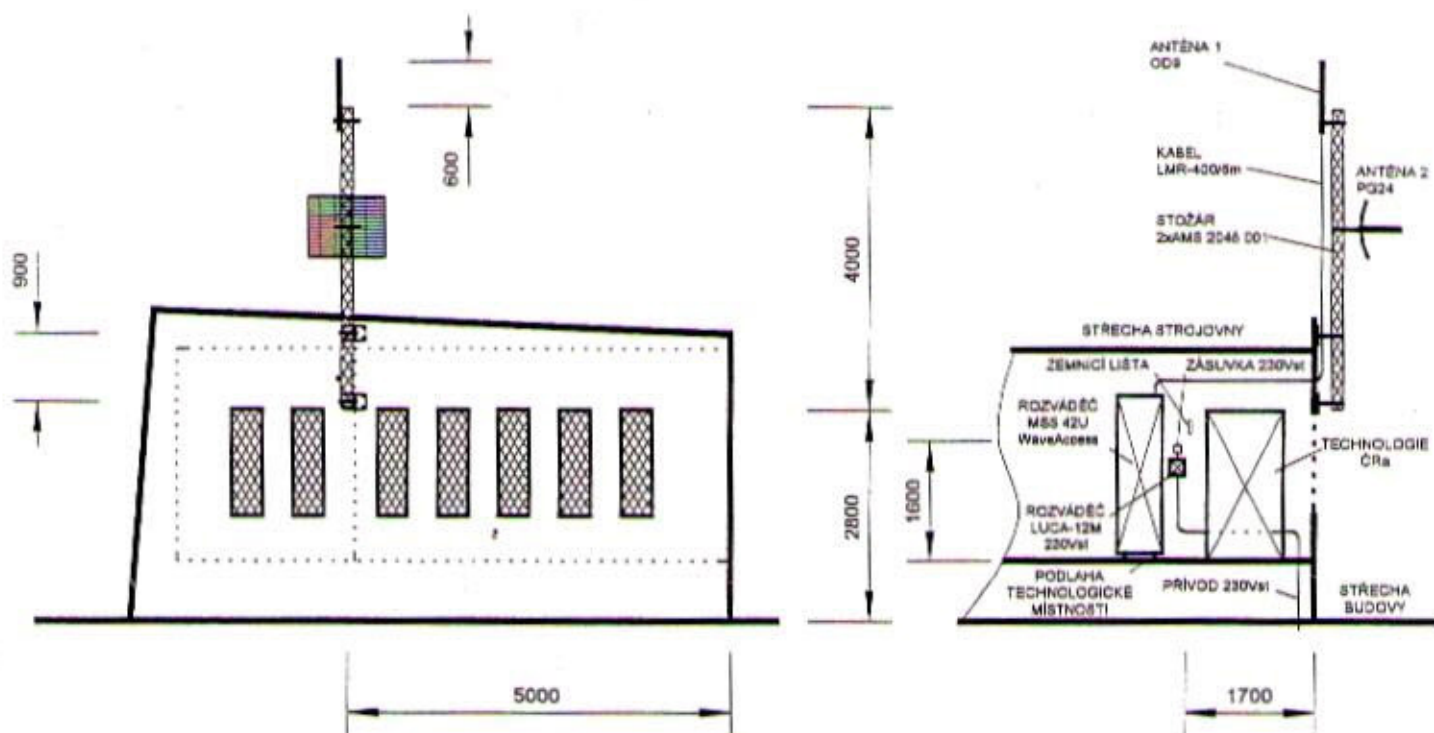 600
900
5000
4000
2800
ANTÉNA 1
OD9
KABEL
LMR-400/6m
ANTÉNA 2
PG24
STOŽÁR
2xAMS 2046 001
STŘECHA STROJOVNY
ZEMNICÍ LIŠTA
ZÁSUVKA 230Vst
ROZVÁDĚČ
MSS 42U
WaveAccess
TECHNOLOGIE
ČRa
1600
ROZVÁDĚČ
LUCA-12M
230Vst
PODLAHA
TECHNOLOGICKÉ
MÍSTNOSTI
PŘÍVOD 230Vst
STŘECHA
BUDOVY
1700